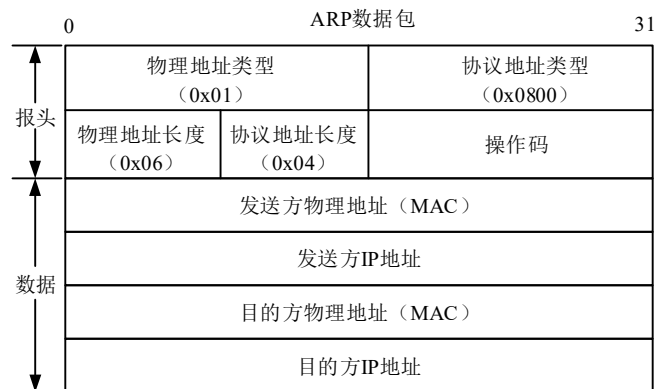 ARP数据包
0 31
报头
物理地址类型
（0x01）
协议地址类型
（0x0800）
物理地址长度
（0x06）
协议地址长度
（0x04）
操作码
数据
发送方物理地址（MAC）
发送方IP地址
目的方物理地址（MAC）
目的方IP地址